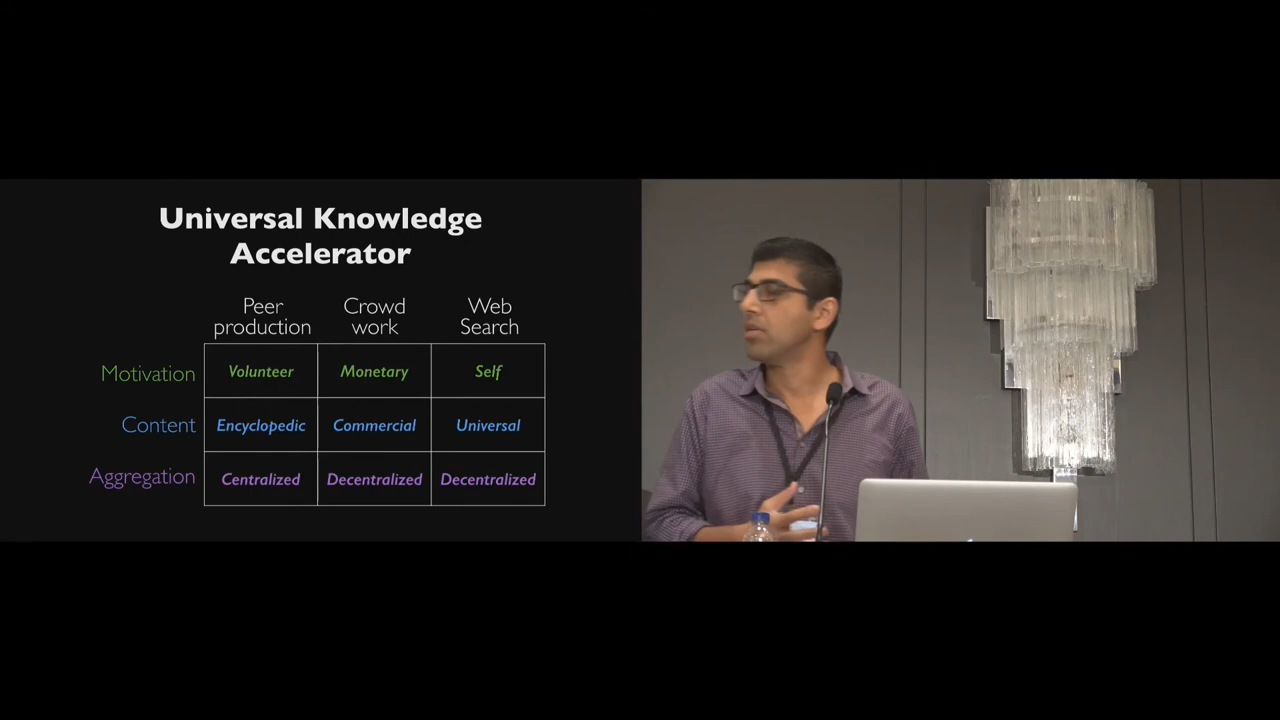 Universal Knowledge
Accelerator
Peer
production
Crowd
work
Web
Search
Motivation
Volunteer
Monetary
Self
Content
Encyclopedic
Commercial
Universal
Aggregation
Centralized
Decentralized
Decentralized